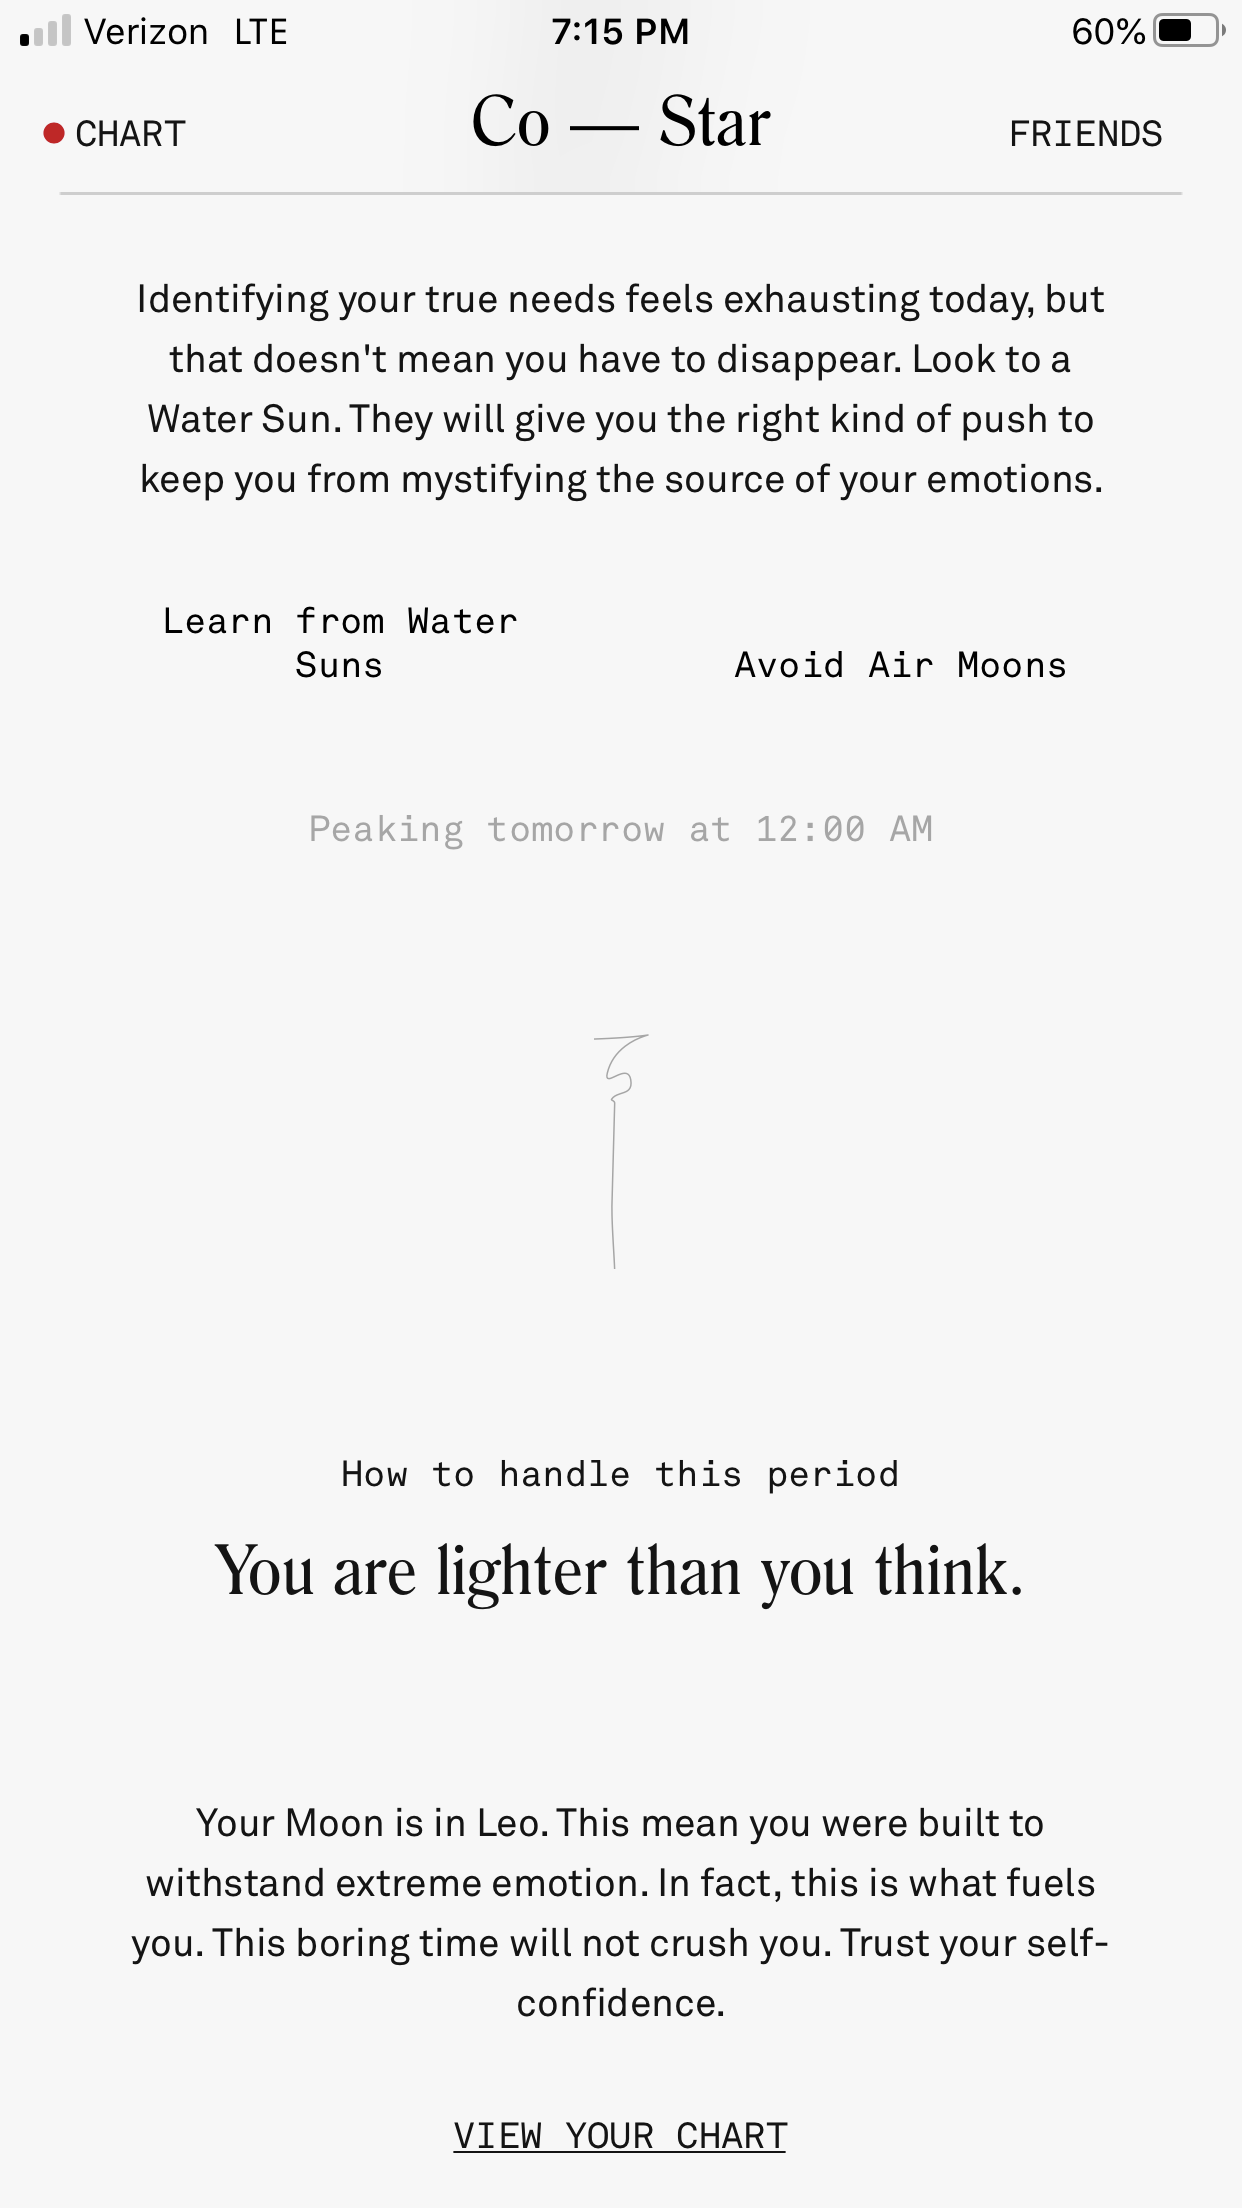 Verizon LTE 7:15 PM 60%
CHART Co — Star FRIENDS
Identifying your true needs feels exhausting today, but
that doesn't mean you have to disappear. Look to a
Water Sun. They will give you the right kind of push to
keep you from mystifying the source of your emotions.
Learn from Water
Suns
Avoid Air Moons
Peaking tomorrow at 12:00 AM
How to handle this period
You are lighter than you think.
Your Moon is in Leo. This mean you were built to
withstand extreme emotion. In fact, this is what fuels
you. This boring time will not crush you. Trust your self-
confidence.
VIEW YOUR CHART